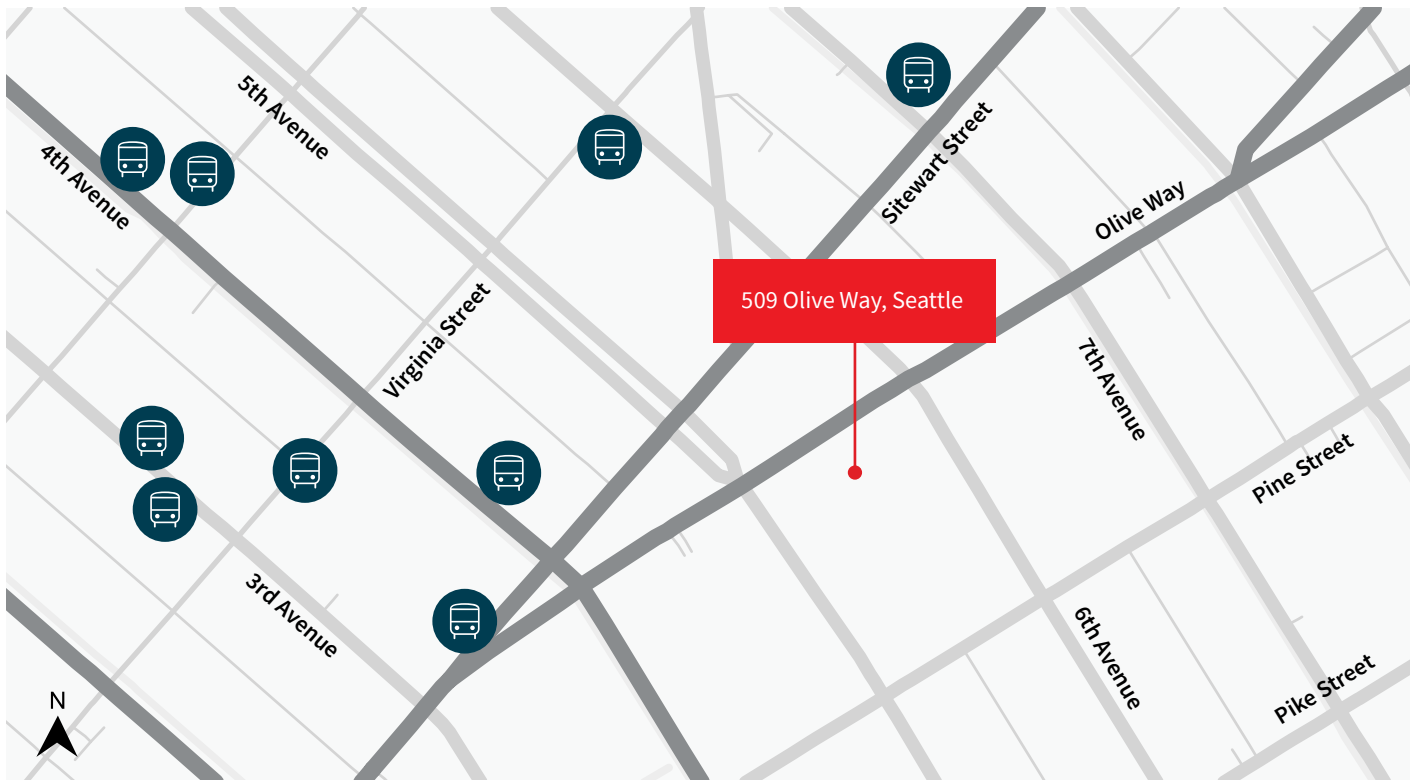 5th Avenue
4th Avenue
Sitewart Street
Olive Way
509 Olive Way, Seattle
Virginia Street
7th Avenue
Pine Street
3rd Avenue
6th Avenue
Pike Street
N